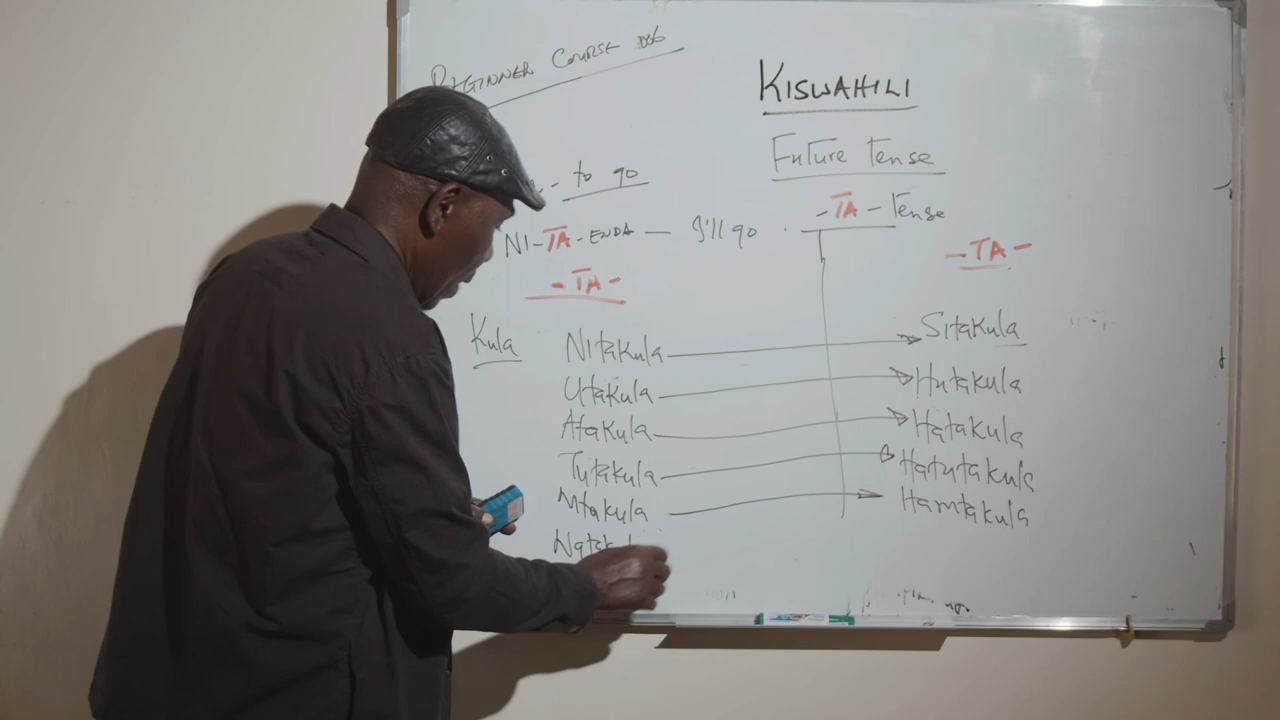 BEGINNER COURSE 006
KISWAHILI
Future Tense
- to go
- TA - Tense
NI - TA - ENDA — I'll go .
- TA -
- TA -
Kula
Nitakula → Sitakula
Utakula → Hutakula
Atakula → Hatakula
Tutakula → Hatutakula
Mtakula → Hamtakula